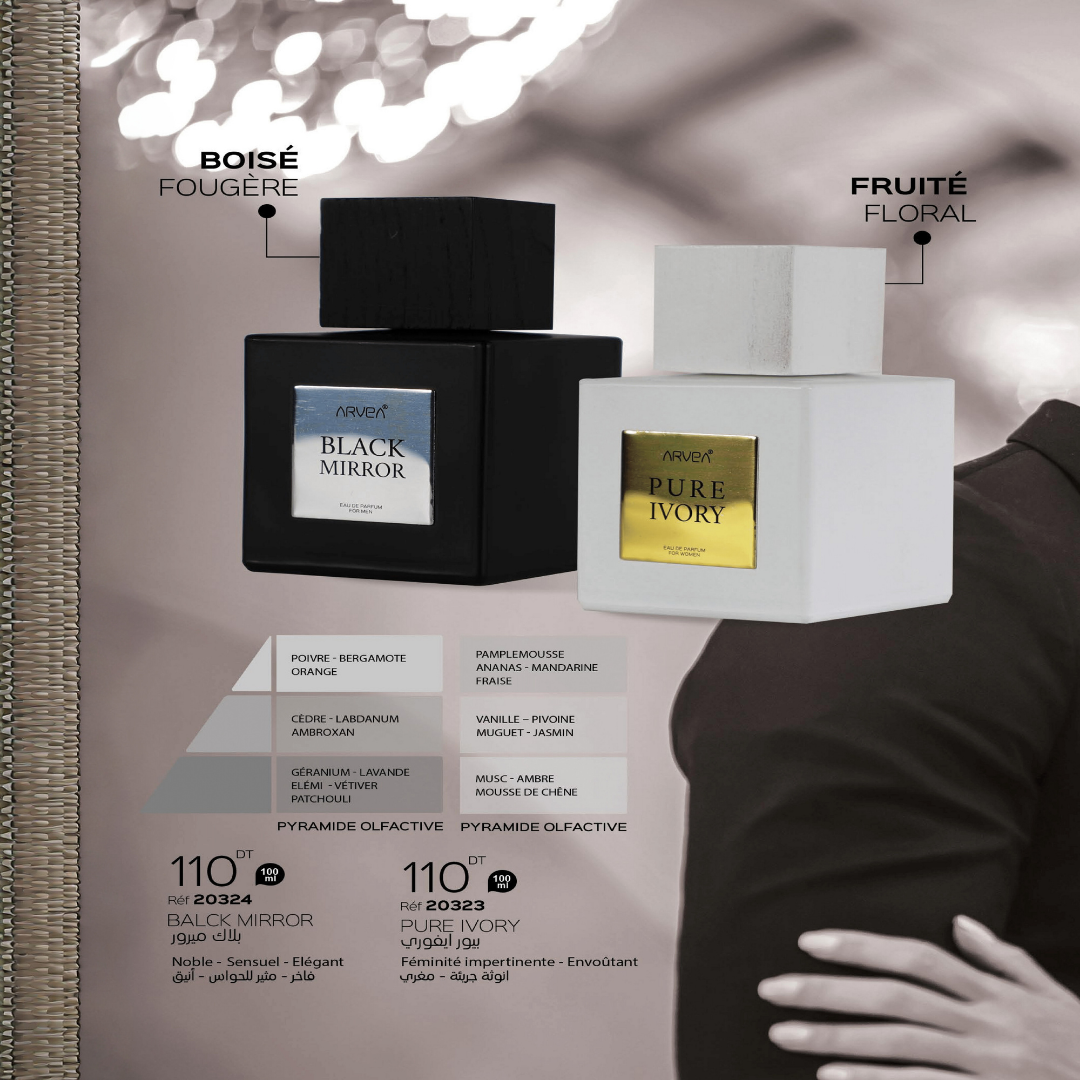 BOISÉ
FOUGÈRE
FRUITÉ
FLORAL
ARVEA®
BLACK
MIRROR
EAU DE PARFUM
FOR MEN
ARVEA®
PURE
IVORY
EAU DE PARFUM
FOR WOMEN
POIVRE - BERGAMOTE
ORANGE
CÈDRE - LABDANUM
AMBROXAN
GÉRANIUM - LAVANDE
ELÉMI - VÉTIVER
PATCHOULI
PYRAMIDE OLFACTIVE
PAMPLEMOUSSE
ANANAS - MANDARINE
FRAISE
VANILLE – PIVOINE
MUGUET - JASMIN
MUSC - AMBRE
MOUSSE DE CHÊNE
PYRAMIDE OLFACTIVE
110 DT
100 ml
Réf 20324
BALCK MIRROR
بلاك ميرور
Noble - Sensuel - Elégant
فاخر - مثير للحواس - أنيق
110 DT
100 ml
Réf 20323
PURE IVORY
بيور ايفوري
Féminité impertinente - Envoûtant
انوثة جريئة - مغري